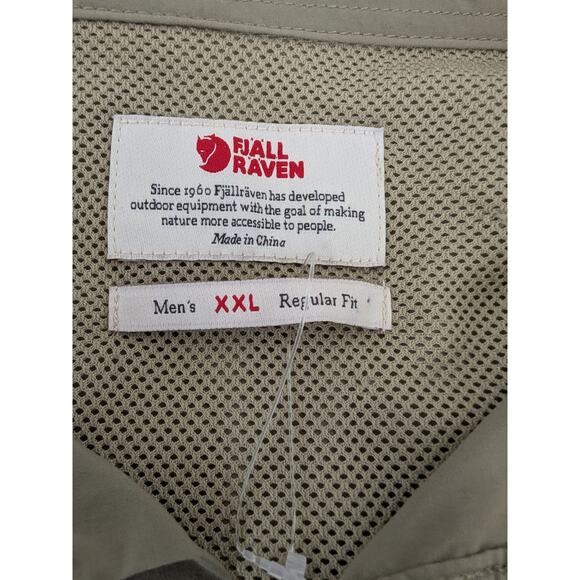 FJÄLL
RÄVEN
Since 1960 Fjällräven has developed
outdoor equipment with the goal of making
nature more accessible to people.
Made in China
Men's XXL Regular Fit